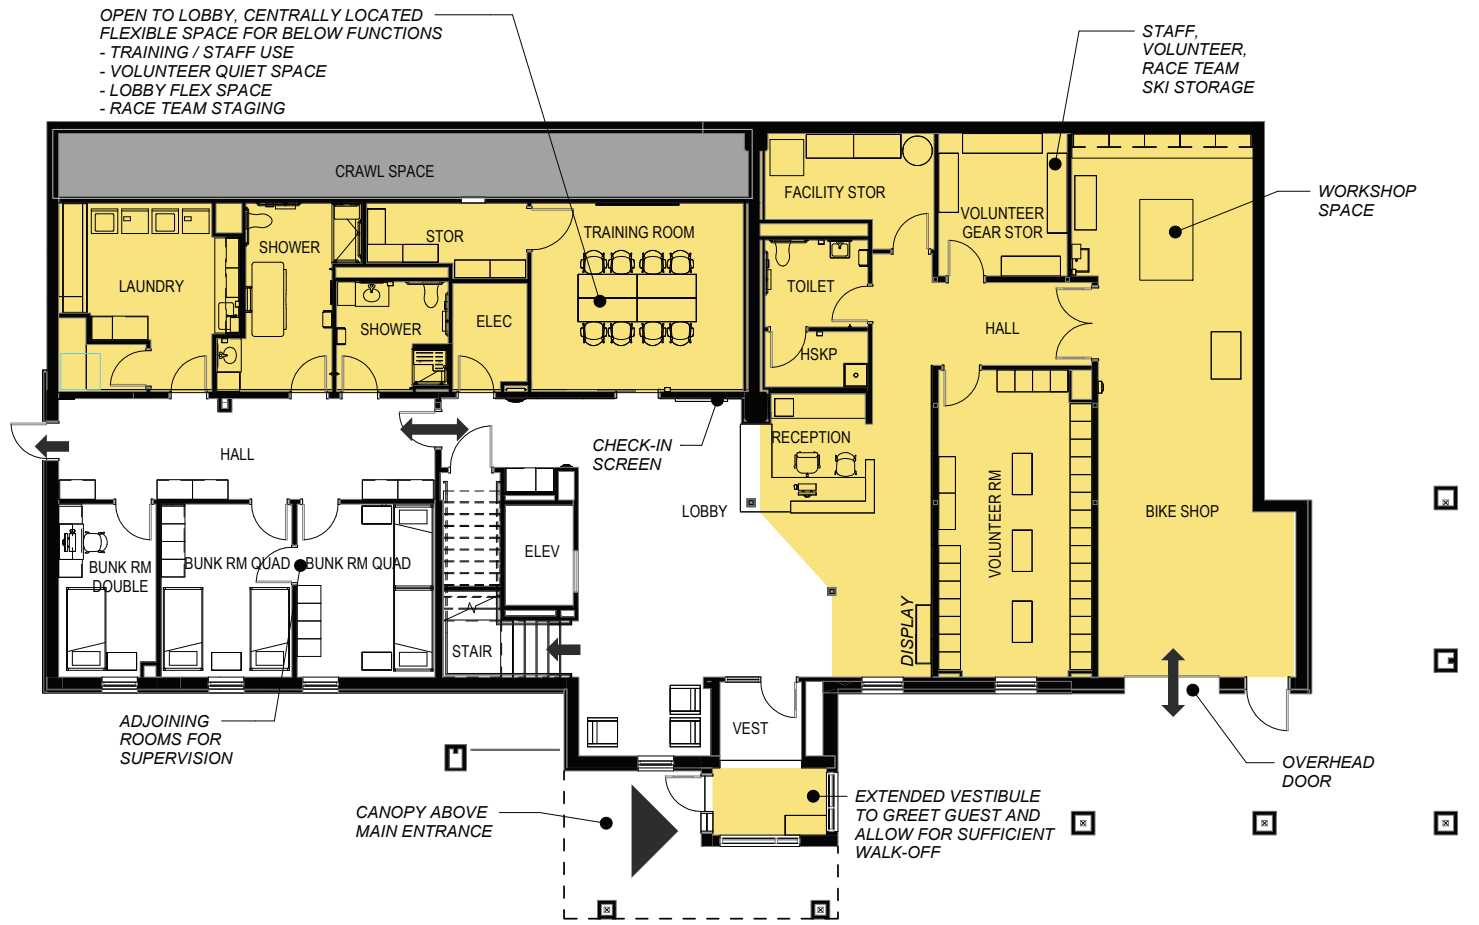 OPEN TO LOBBY, CENTRALLY LOCATED
FLEXIBLE SPACE FOR BELOW FUNCTIONS
- TRAINING / STAFF USE
- VOLUNTEER QUIET SPACE
- LOBBY FLEX SPACE
- RACE TEAM STAGING
STAFF,
VOLUNTEER,
RACE TEAM
SKI STORAGE
CRAWL SPACE
FACILITY STOR
WORKSHOP
SPACE
VOLUNTEER
GEAR STOR
STOR
TRAINING ROOM
SHOWER
LAUNDRY
TOILET
SHOWER
ELEC
HALL
HSKP
RECEPTION
CHECK-IN
SCREEN
HALL
LOBBY
BIKE SHOP
VOLUNTEER RM
ELEV
BUNK RM
DOUBLE
BUNK RM QUAD
BUNK RM QUAD
DISPLAY
STAIR
VEST
ADJOINING
ROOMS FOR
SUPERVISION
OVERHEAD
DOOR
CANOPY ABOVE
MAIN ENTRANCE
EXTENDED VESTIBULE
TO GREET GUEST AND
ALLOW FOR SUFFICIENT
WALK-OFF